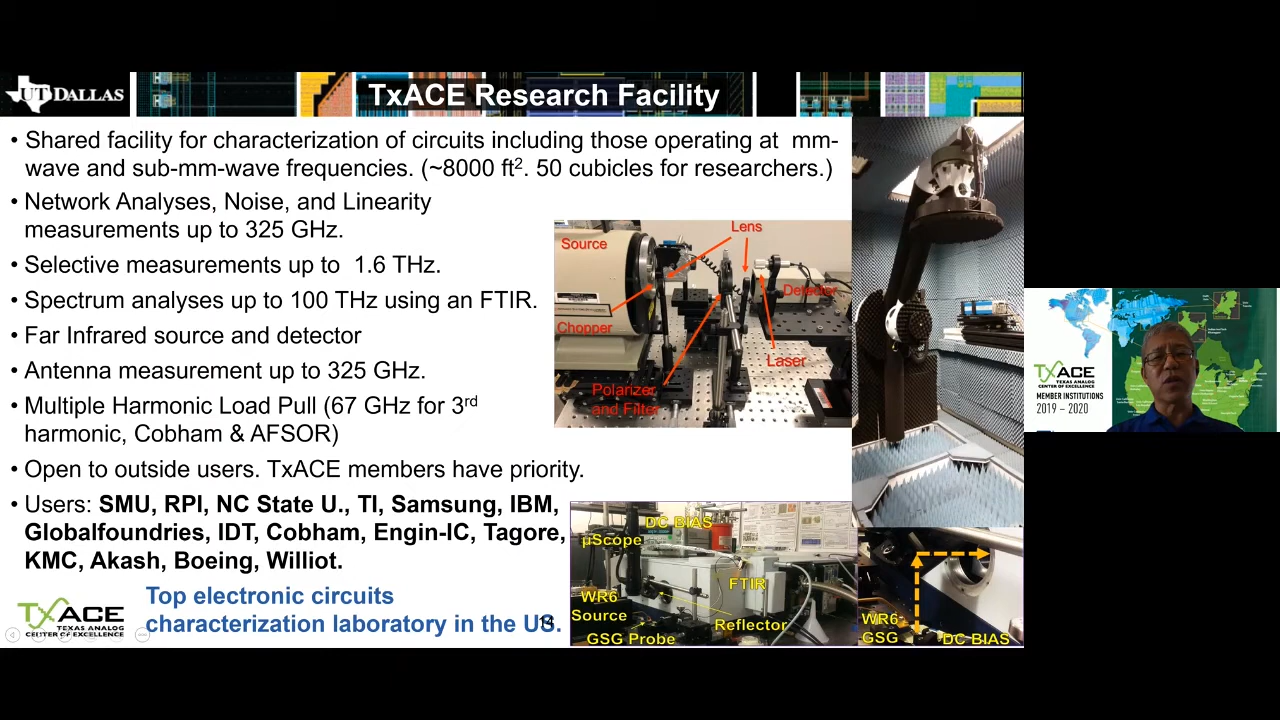 UT DALLAS
TxACE Research Facility
• Shared facility for characterization of circuits including those operating at mm-
wave and sub-mm-wave frequencies. (~8000 ft2. 50 cubicles for researchers.)
• Network Analyses, Noise, and Linearity
measurements up to 325 GHz.
• Selective measurements up to 1.6 THz.
• Spectrum analyses up to 100 THz using an FTIR.
• Far Infrared source and detector
• Antenna measurement up to 325 GHz.
• Multiple Harmonic Load Pull (67 GHz for 3rd
harmonic, Cobham & AFSOR)
• Open to outside users. TxACE members have priority.
• Users: SMU, RPI, NC State U., TI, Samsung, IBM,
Globalfoundries, IDT, Cobham, Engin-IC, Tagore,
KMC, Akash, Boeing, Williot.
Top electronic circuits
characterization laboratory in the US.
14
TxACE
TEXAS ANALOG
CENTER OF EXCELLENCE
Source
Lens
Chopper
Detector
Laser
Polarizer
and Filter
DC BIAS
μScope
FTIR
WR6
Source
Reflector
GSG Probe
WR6
GSG
DC BIAS
TxACE
TEXAS ANALOG
CENTER OF EXCELLENCE
MEMBER INSTITUTIONS
2019 – 2020